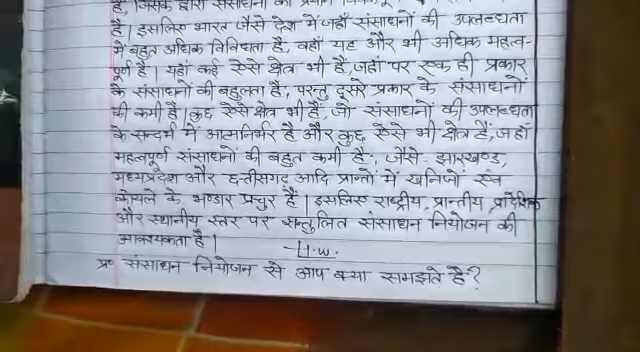 है, जिसके द्वारा संसाधनों का प्रयोग
है। इसलिए भारत जैसे देश में जहाँ संसाधनों की उपलब्धता
में बहुत अधिक विविधता है, वहाँ यह और भी अधिक महत्व-
पूर्ण है। यहाँ कई ऐसे क्षेत्र भी हैं, जहाँ पर एक ही प्रकार
के संसाधनों की बहुलता है, परन्तु दूसरे प्रकार के संसाधनों
की कमी है। कुछ ऐसे क्षेत्र भी हैं, जो संसाधनों की उपलब्धता
के सन्दर्भ में आत्मनिर्भर है और कुछ ऐसे भी क्षेत्र हैं, जहाँ
महत्वपूर्ण संसाधनों की बहुत कमी है:, जैसे- झारखण्ड,
मध्यप्रदेश और छत्तीसगढ़ आदि प्रान्तों में खनिजों एवं
कोयले के भण्डार प्रचुर हैं। इसलिए राष्ट्रीय, प्रान्तीय, प्रादेशिक
और स्थानीय स्तर पर सन्तुलित संसाधन नियोजन की
आवश्यकता है।
H.W.
प्र॰ संसाधन नियोजन से आप क्या समझते हैं?